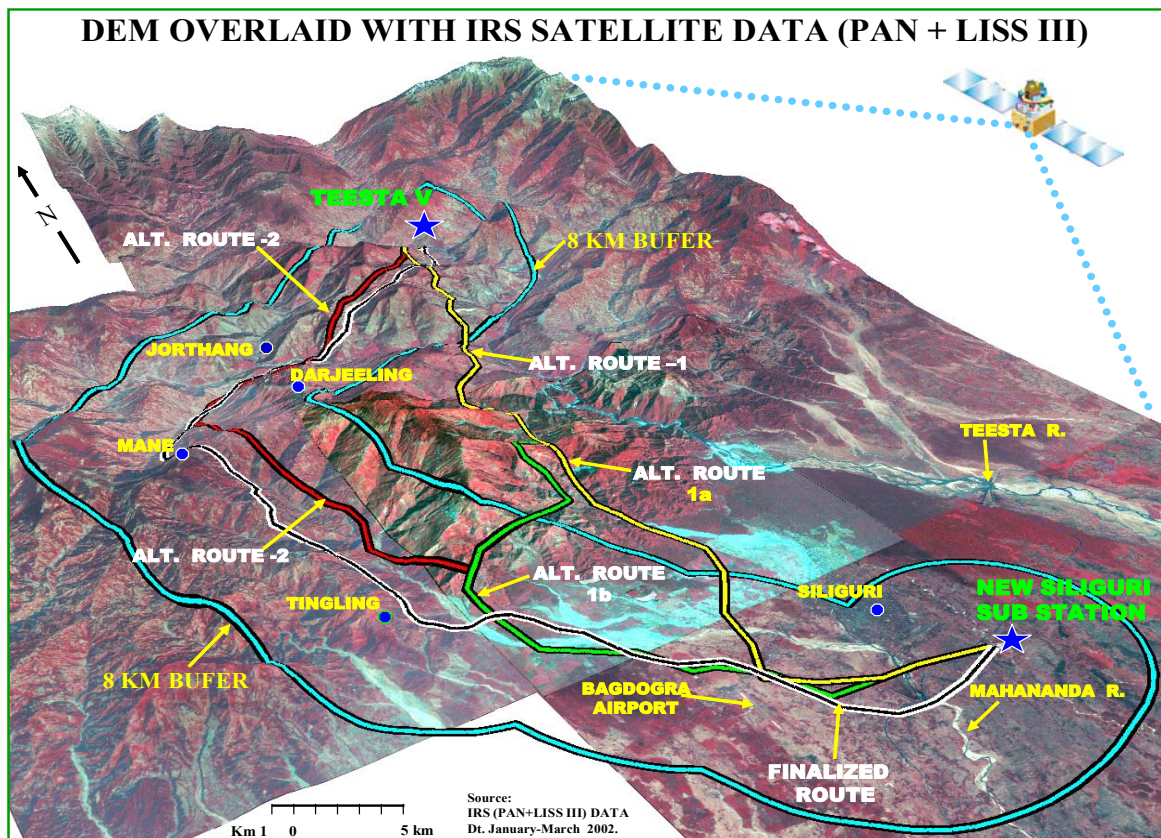 DEM OVERLAID WITH IRS SATELLITE DATA (PAN + LISS III)
N
TEESTA V
ALT. ROUTE -2
8 KM BUFER
JORTHANG
ALT. ROUTE –1
DARJEELING
TEESTA R.
MANE
ALT. ROUTE
1a
ALT. ROUTE -2
ALT. ROUTE
1b
SILIGURI
NEW SILIGURI
SUB STATION
TINGLING
8 KM BUFER
BAGDOGRA
AIRPORT
MAHANANDA R.
FINALIZED
ROUTE
Km 1 0 5 km
Source:
IRS (PAN+LISS III) DATA
Dt. January-March 2002.